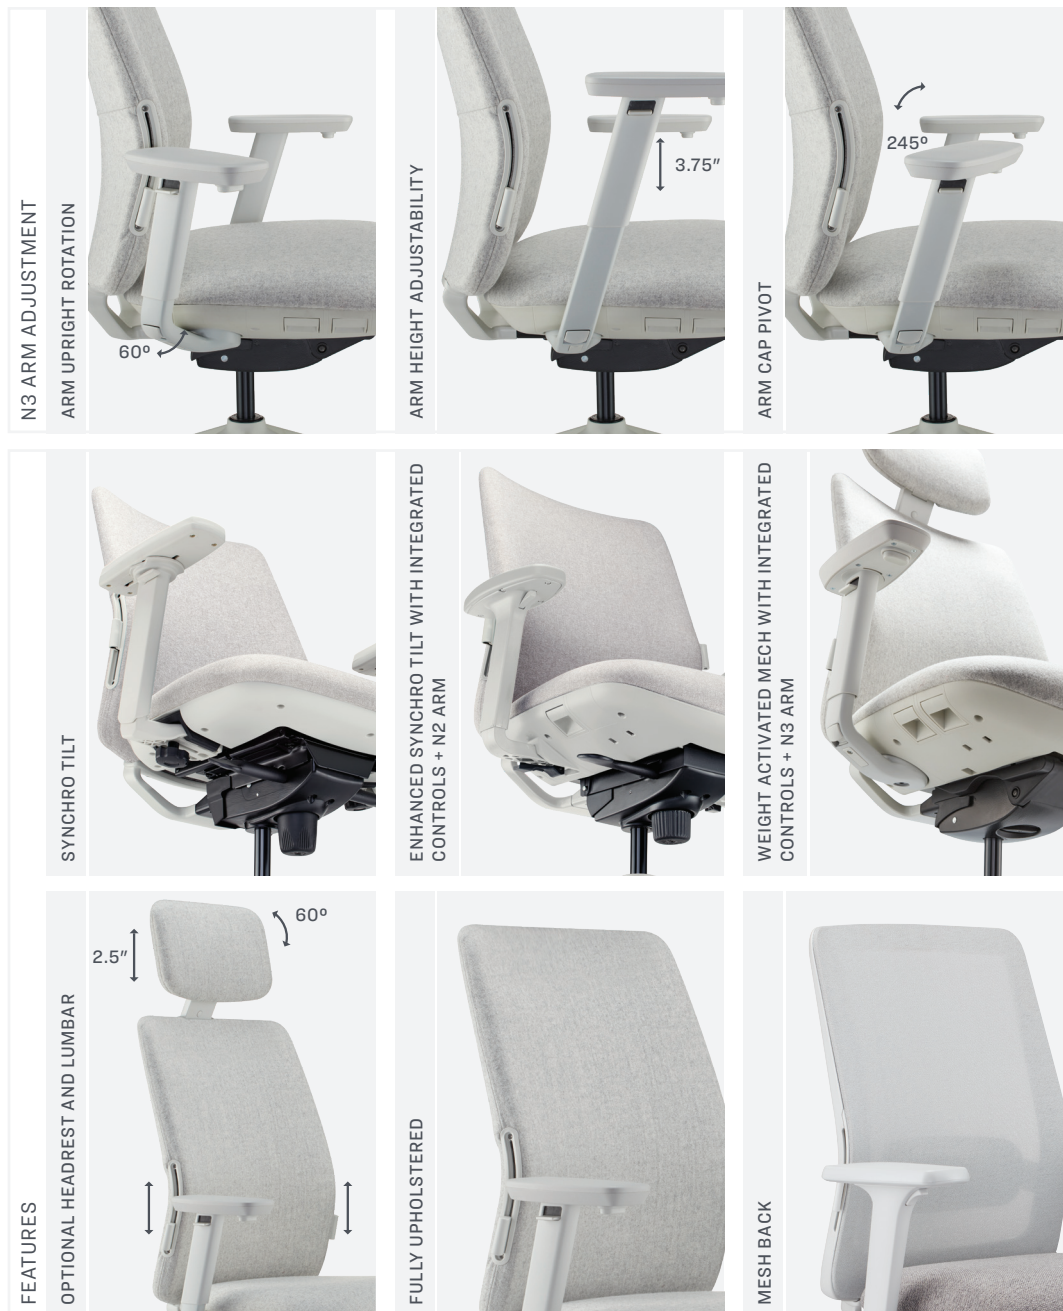 N3 ARM ADJUSTMENT
ARM UPRIGHT ROTATION
60º
ARM HEIGHT ADJUSTABILITY
3.75”
ARM CAP PIVOT
245º
FEATURES
SYNCHRO TILT
ENHANCED SYNCHRO TILT WITH INTEGRATED
CONTROLS + N2 ARM
WEIGHT ACTIVATED MECH WITH INTEGRATED
CONTROLS + N3 ARM
OPTIONAL HEADREST AND LUMBAR
2.5”
60º
FULLY UPHOLSTERED
MESH BACK